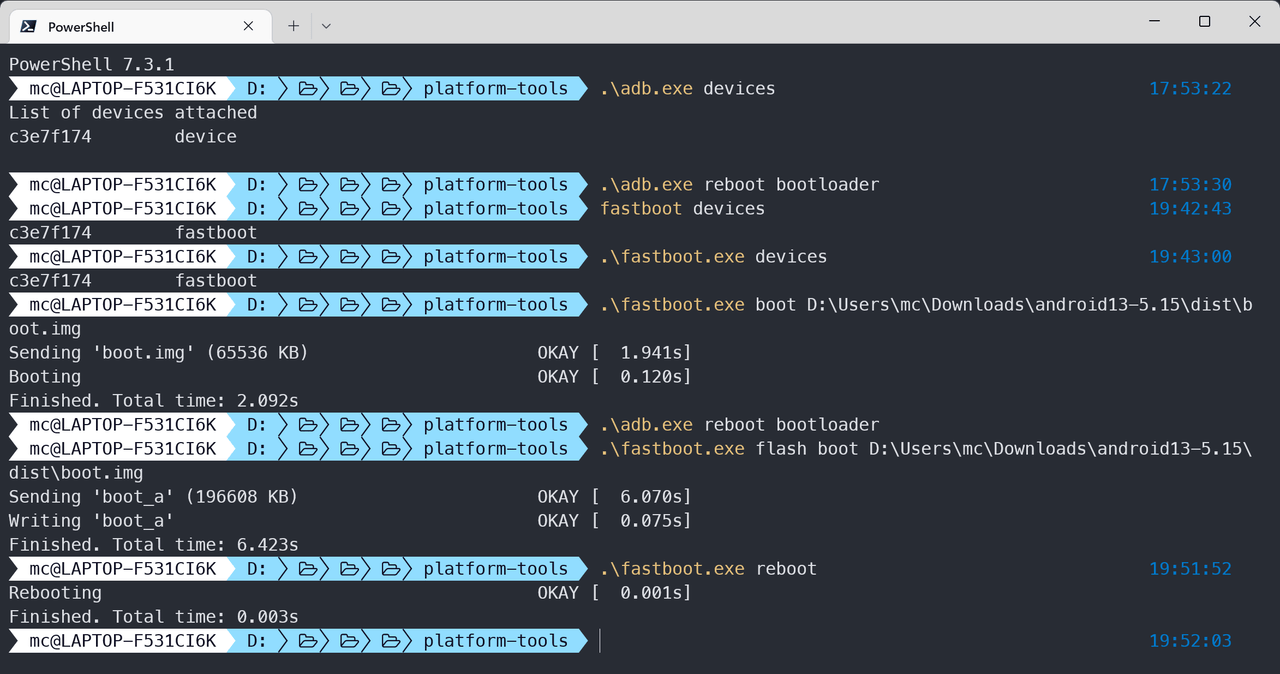 PowerShell
PowerShell 7.3.1
mc@LAPTOP-F531CI6K D: platform-tools .\adb.exe devices 17:53:22
List of devices attached
c3e7f174 device
mc@LAPTOP-F531CI6K D: platform-tools .\adb.exe reboot bootloader 17:53:30
mc@LAPTOP-F531CI6K D: platform-tools fastboot devices 19:42:43
c3e7f174 fastboot
mc@LAPTOP-F531CI6K D: platform-tools .\fastboot.exe devices 19:43:00
c3e7f174 fastboot
mc@LAPTOP-F531CI6K D: platform-tools .\fastboot.exe boot D:\Users\mc\Downloads\android13-5.15\dist\b
oot.img
Sending 'boot.img' (65536 KB) OKAY [ 1.941s]
Booting OKAY [ 0.120s]
Finished. Total time: 2.092s
mc@LAPTOP-F531CI6K D: platform-tools .\adb.exe reboot bootloader
mc@LAPTOP-F531CI6K D: platform-tools .\fastboot.exe flash boot D:\Users\mc\Downloads\android13-5.15\
dist\boot.img
Sending 'boot_a' (196608 KB) OKAY [ 6.070s]
Writing 'boot_a' OKAY [ 0.075s]
Finished. Total time: 6.423s
mc@LAPTOP-F531CI6K D: platform-tools .\fastboot.exe reboot 19:51:52
Rebooting OKAY [ 0.001s]
Finished. Total time: 0.003s
mc@LAPTOP-F531CI6K D: platform-tools 19:52:03